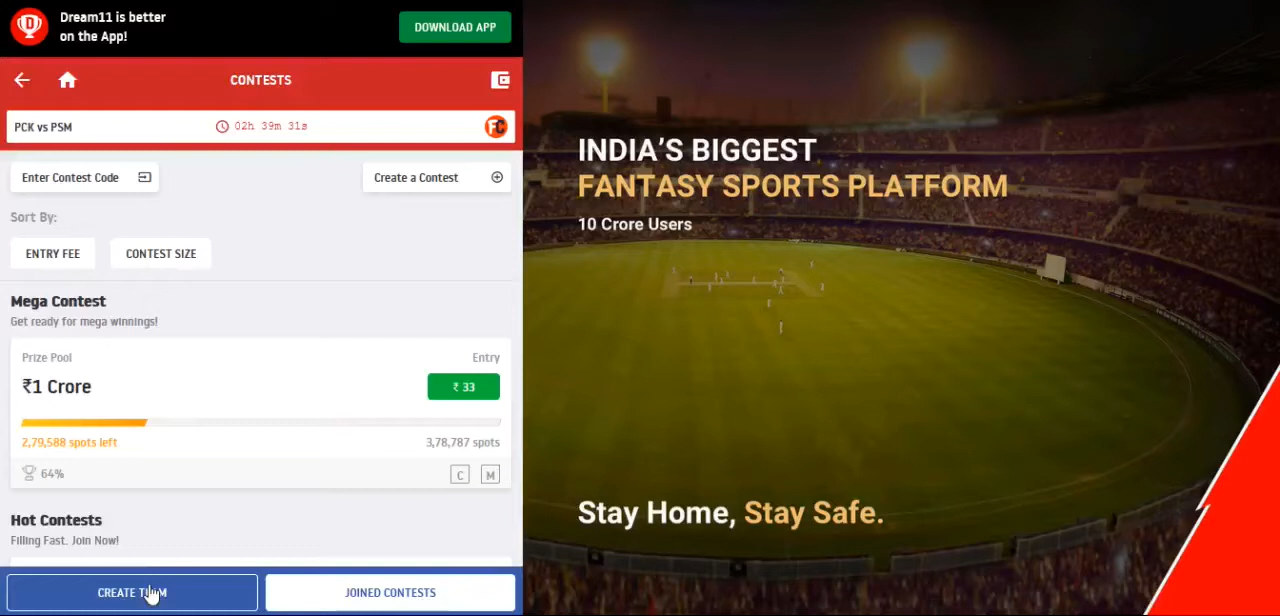 Dream11 is better
on the App!
DOWNLOAD APP
CONTESTS
PCK vs PSM
02h 39m 31s
FC
Enter Contest Code
Create a Contest
Sort By:
ENTRY FEE
CONTEST SIZE
Mega Contest
Get ready for mega winnings!
Prize Pool
Entry
₹1 Crore
₹ 33
2,79,588 spots left
3,78,787 spots
64%
C
M
Hot Contests
Filling Fast. Join Now!
CREATE TEAM
JOINED CONTESTS
INDIA'S BIGGEST
FANTASY SPORTS PLATFORM
10 Crore Users
Stay Home, Stay Safe.